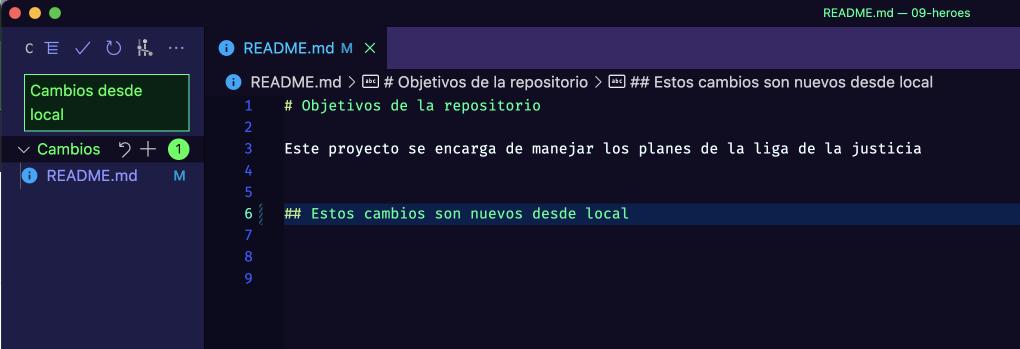 README.md — 09-heroes
C
README.md M
Cambios desde
local
README.md > # Objetivos de la repositorio > ## Estos cambios son nuevos desde local
Cambios 1
README.md M
1 # Objetivos de la repositorio
2
3 Este proyecto se encarga de manejar los planes de la liga de la justicia
4
5
6 ## Estos cambios son nuevos desde local
7
8
9